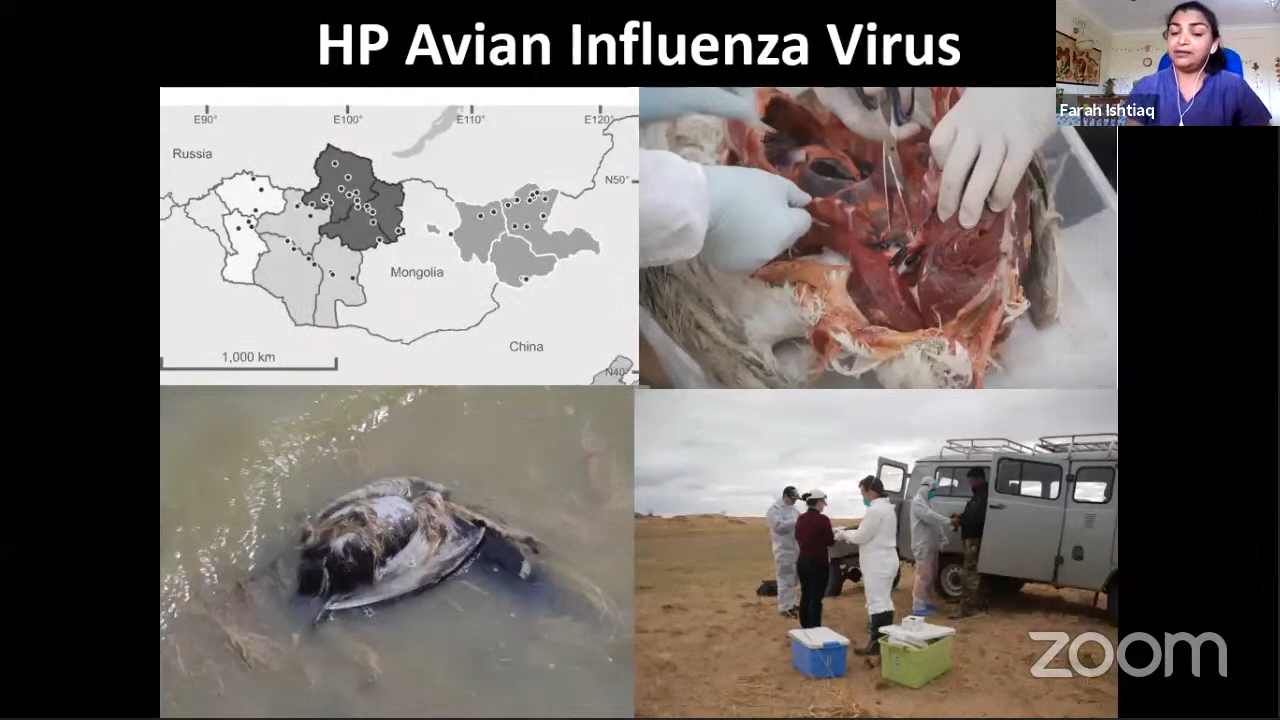 HP Avian Influenza Virus
Farah Ishtiaq
E90°
E100°
E110°
E120°
Russia
N50°
Mongolia
China
1,000 km
N40°
zoom